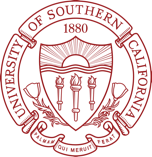 UNIVERSITY OF SOUTHERN CALIFORNIA
1880
PALMAM QUI MERUIT FERAT